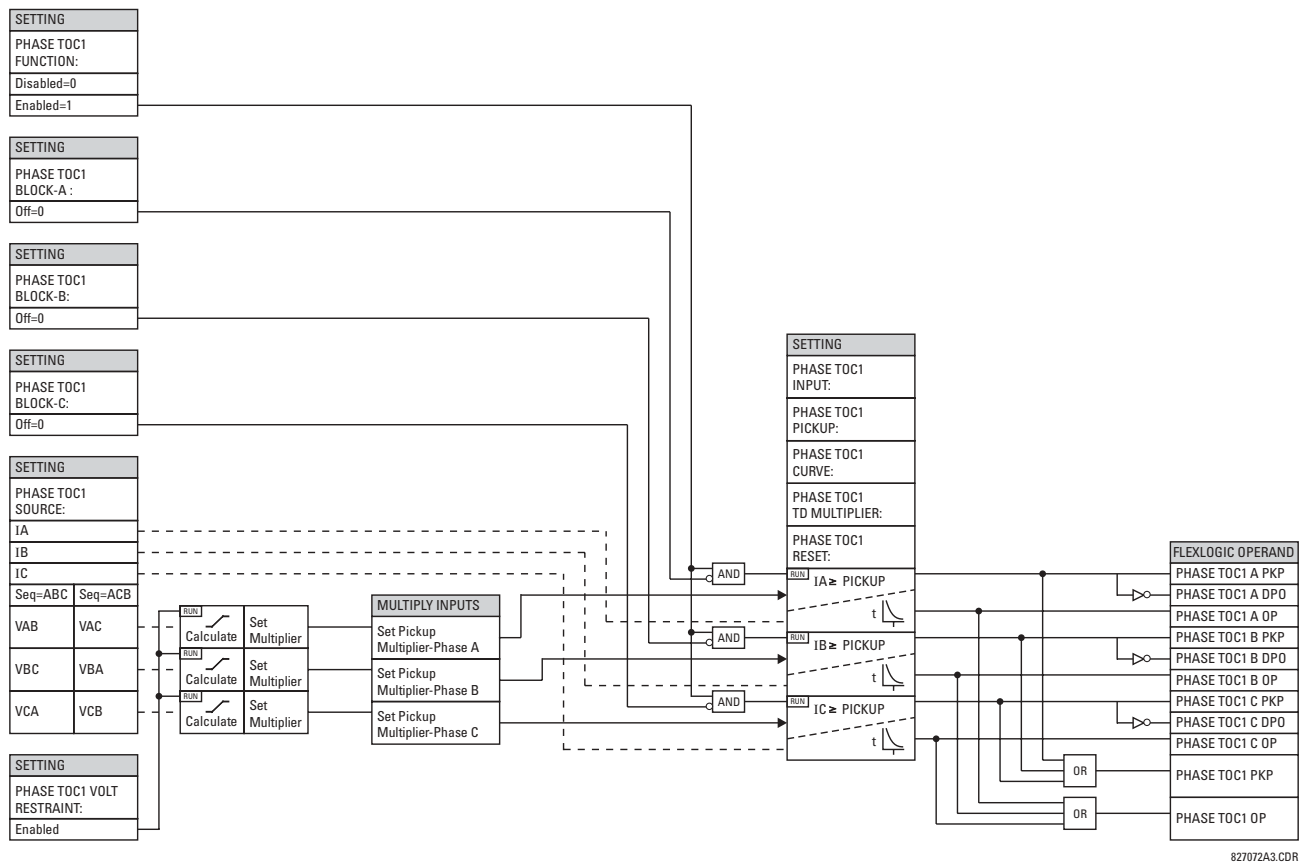 SETTING
PHASE TOC1
FUNCTION:
Disabled=0
Enabled=1
SETTING
PHASE TOC1
BLOCK-A :
Off=0
SETTING
PHASE TOC1
BLOCK-B:
Off=0
SETTING
PHASE TOC1
BLOCK-C:
Off=0
SETTING
PHASE TOC1
SOURCE:
IA
IB
IC
Seq=ABC Seq=ACB
VAB VAC
VBC VBA
VCA VCB
SETTING
PHASE TOC1 VOLT
RESTRAINT:
Enabled
RUN
Calculate
Set
Multiplier
RUN
Calculate
Set
Multiplier
RUN
Calculate
Set
Multiplier
MULTIPLY INPUTS
Set Pickup
Multiplier-Phase A
Set Pickup
Multiplier-Phase B
Set Pickup
Multiplier-Phase C
AND
AND
AND
SETTING
PHASE TOC1
INPUT:
PHASE TOC1
PICKUP:
PHASE TOC1
CURVE:
PHASE TOC1
TD MULTIPLIER:
PHASE TOC1
RESET:
RUN IA≥ PICKUP
t
RUN IB≥ PICKUP
t
RUN IC≥ PICKUP
t
OR
OR
FLEXLOGIC OPERAND
PHASE TOC1 A PKP
PHASE TOC1 A DPO
PHASE TOC1 A OP
PHASE TOC1 B PKP
PHASE TOC1 B DPO
PHASE TOC1 B OP
PHASE TOC1 C PKP
PHASE TOC1 C DPO
PHASE TOC1 C OP
PHASE TOC1 PKP
PHASE TOC1 OP
827072A3.CDR